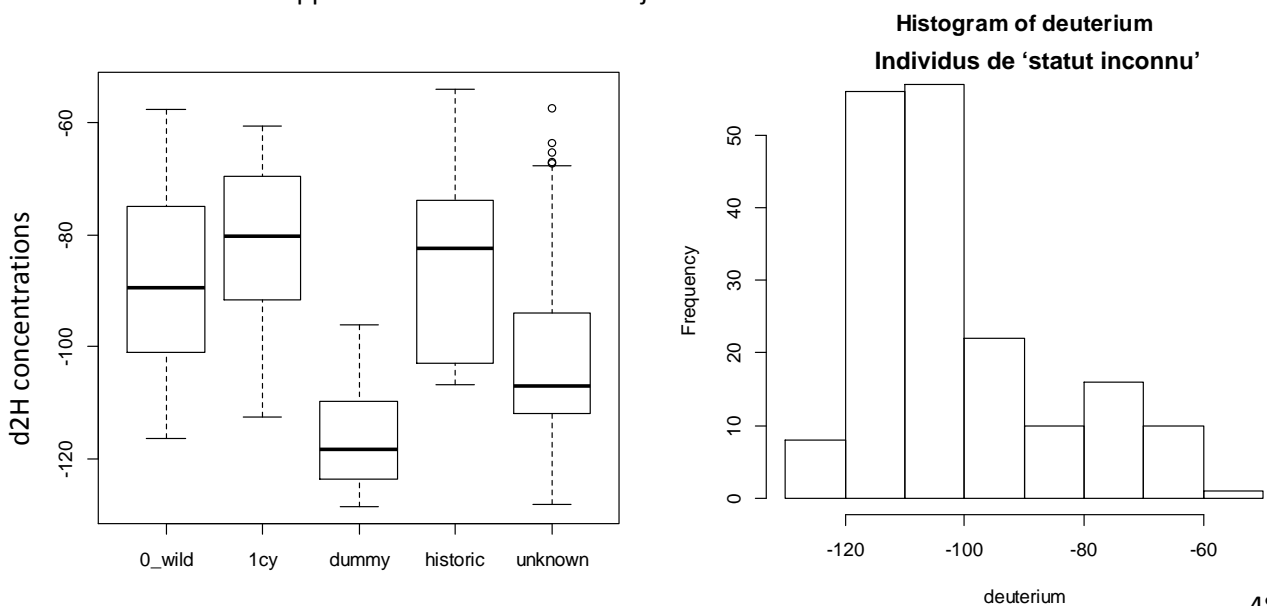 d2H concentrations
-60
-80
-100
-120
0_wild 1cy dummy historic unknown
Histogram of deuterium
Individus de ‘statut inconnu’
Frequency
50
40
30
20
10
0
-120 -100 -80 -60
deuterium